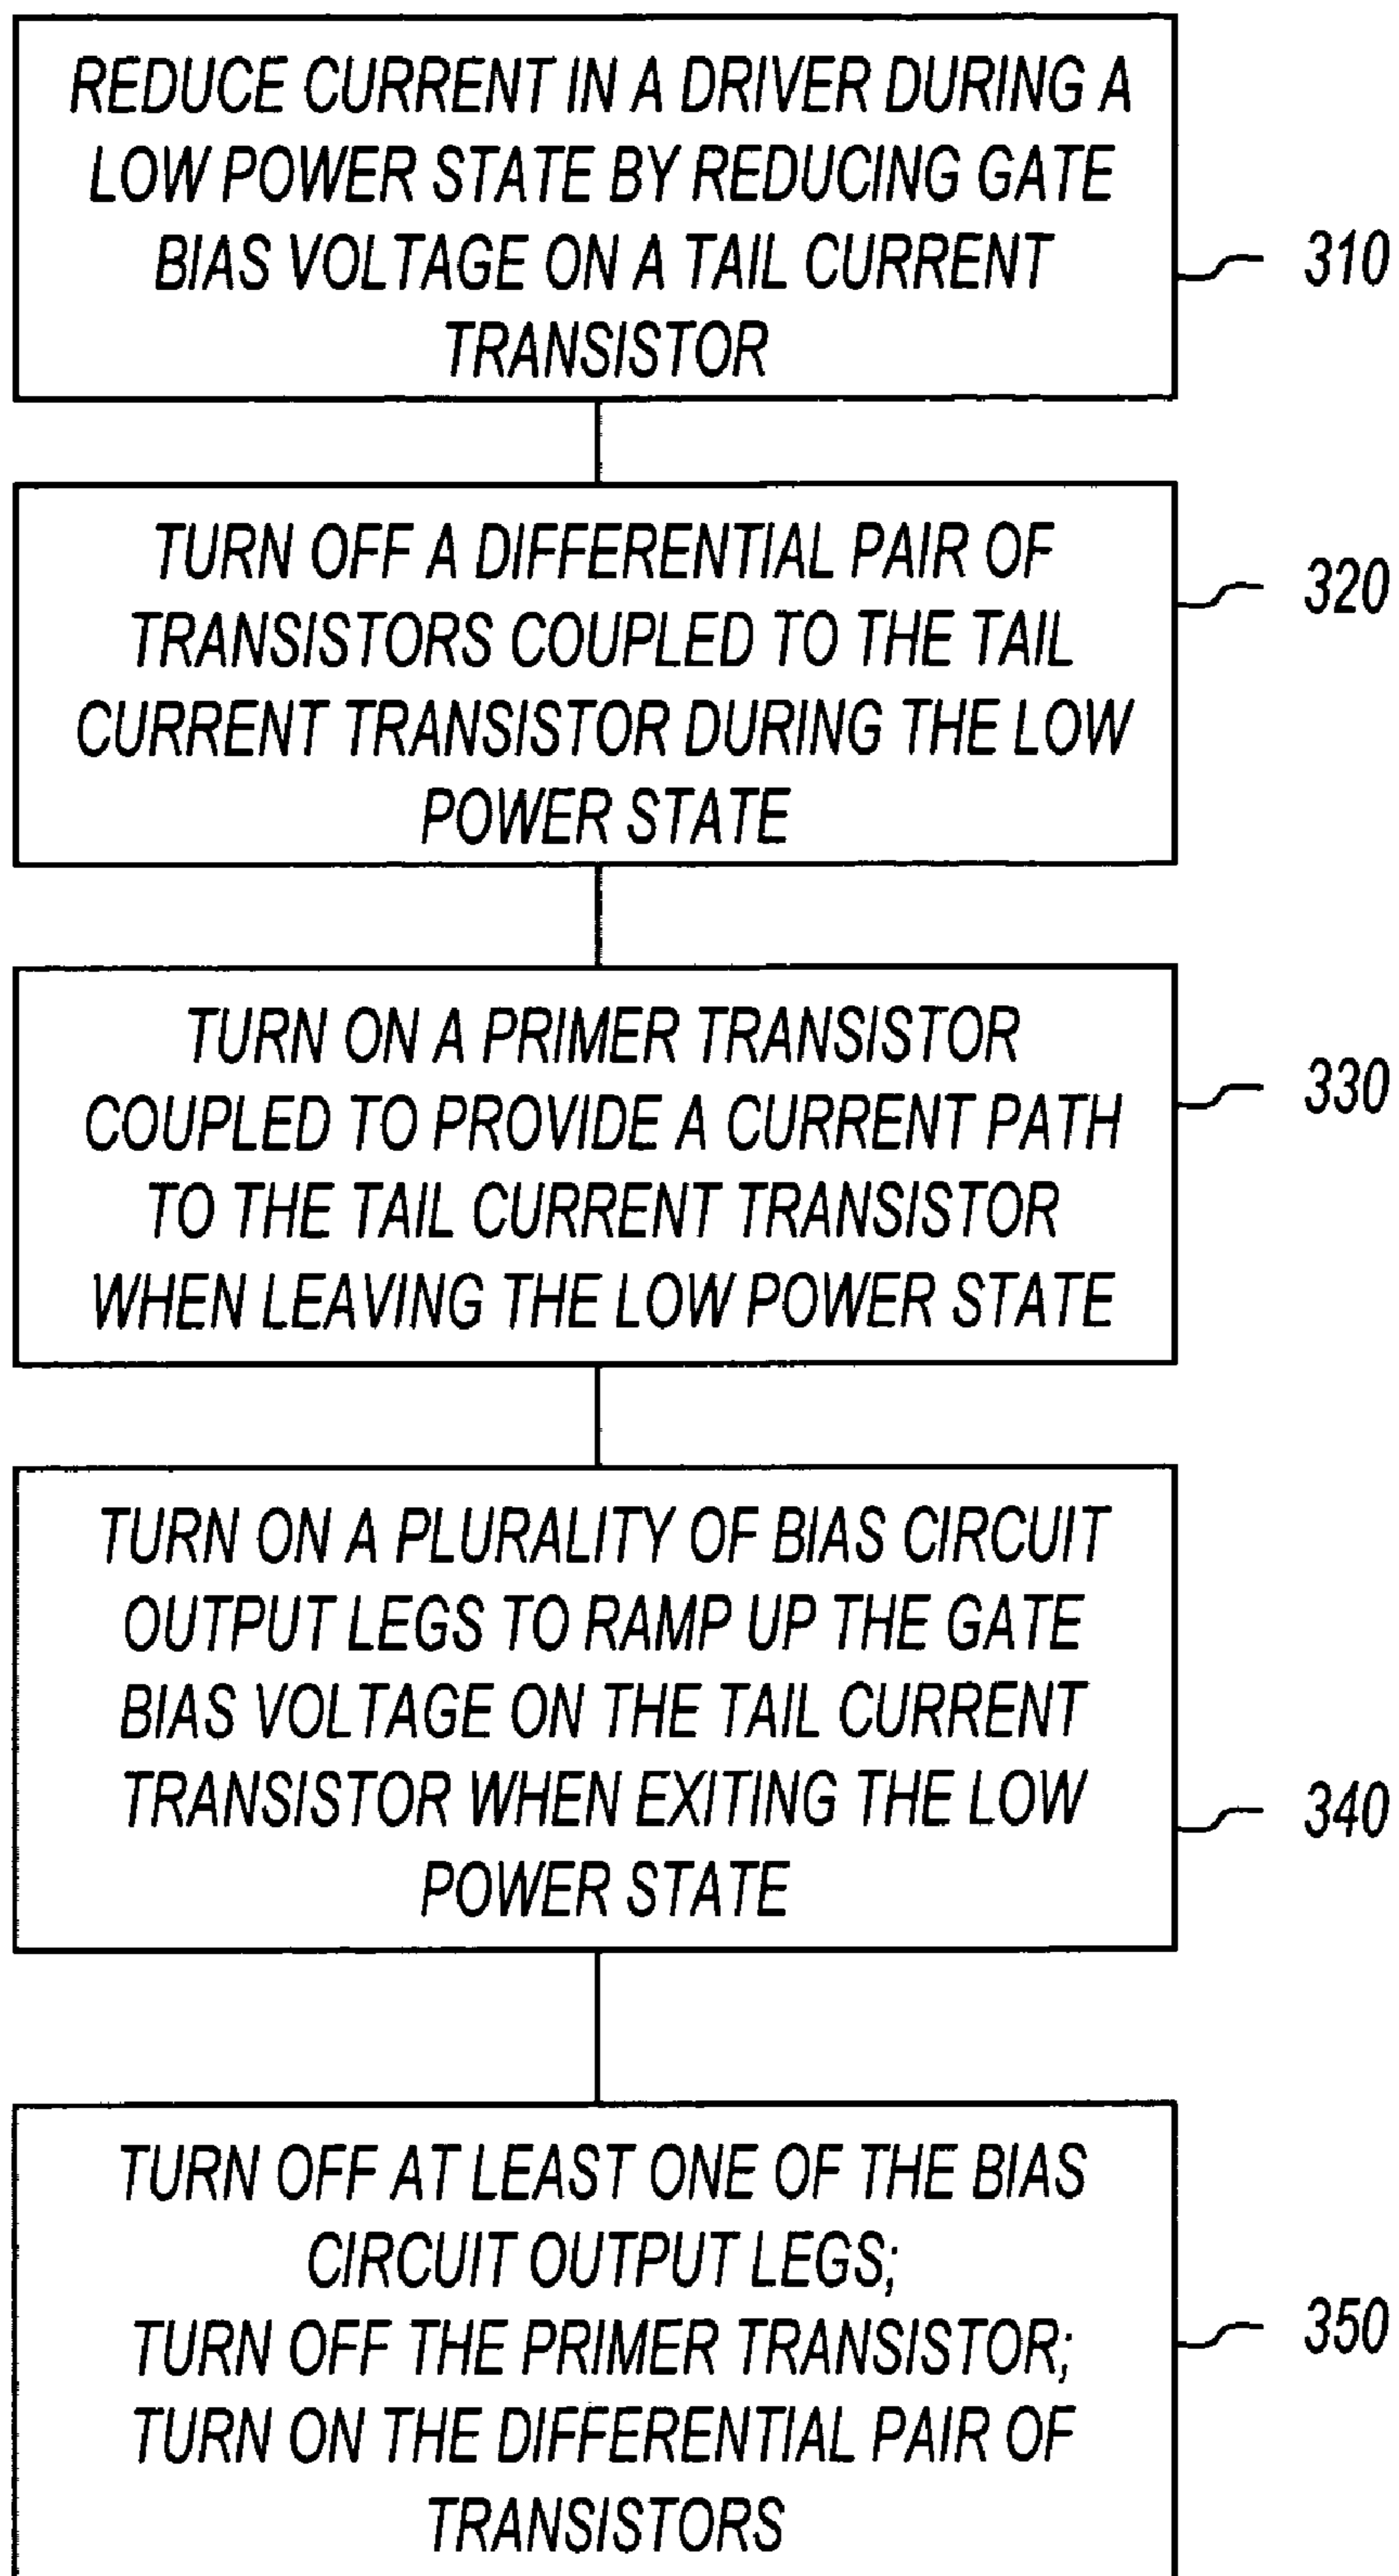 REDUCE CURRENT IN A DRIVER DURING A
LOW POWER STATE BY REDUCING GATE
BIAS VOLTAGE ON A TAIL CURRENT
TRANSISTOR
310
TURN OFF A DIFFERENTIAL PAIR OF
TRANSISTORS COUPLED TO THE TAIL
CURRENT TRANSISTOR DURING THE LOW
POWER STATE
320
TURN ON A PRIMER TRANSISTOR
COUPLED TO PROVIDE A CURRENT PATH
TO THE TAIL CURRENT TRANSISTOR
WHEN LEAVING THE LOW POWER STATE
330
TURN ON A PLURALITY OF BIAS CIRCUIT
OUTPUT LEGS TO RAMP UP THE GATE
BIAS VOLTAGE ON THE TAIL CURRENT
TRANSISTOR WHEN EXITING THE LOW
POWER STATE
340
TURN OFF AT LEAST ONE OF THE BIAS
CIRCUIT OUTPUT LEGS;
TURN OFF THE PRIMER TRANSISTOR;
TURN ON THE DIFFERENTIAL PAIR OF
TRANSISTORS
350